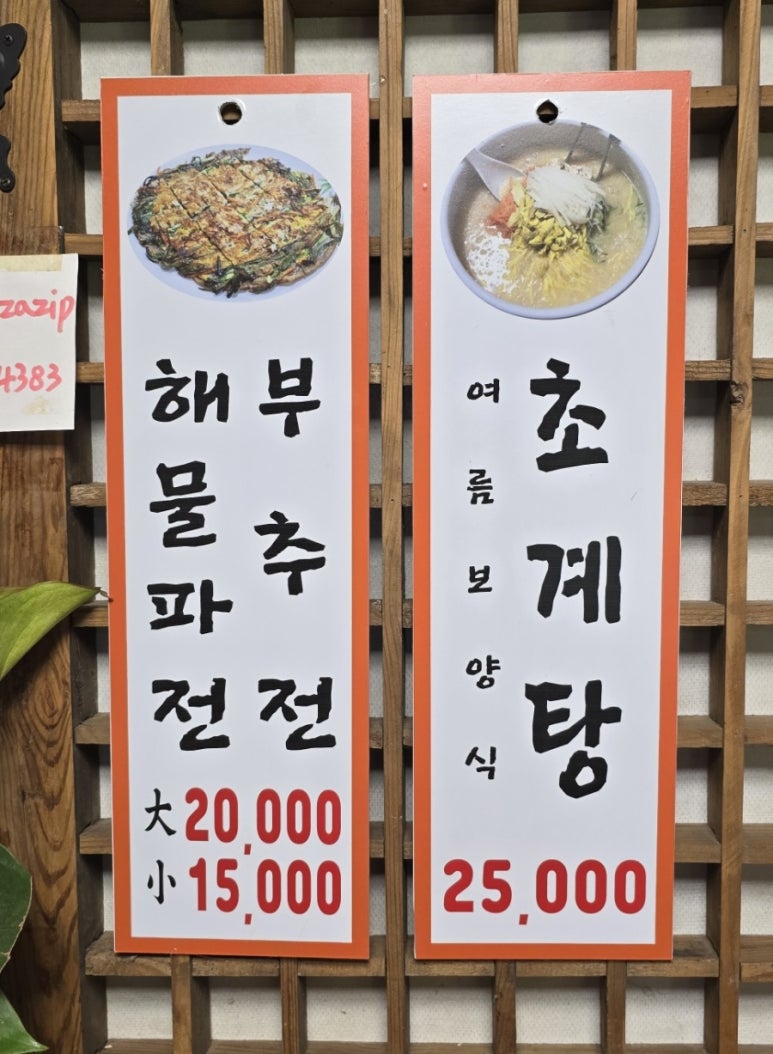 zazip
4383
부추전
해물파전
大 20,000
小 15,000
초계탕
여름보양식
25,000